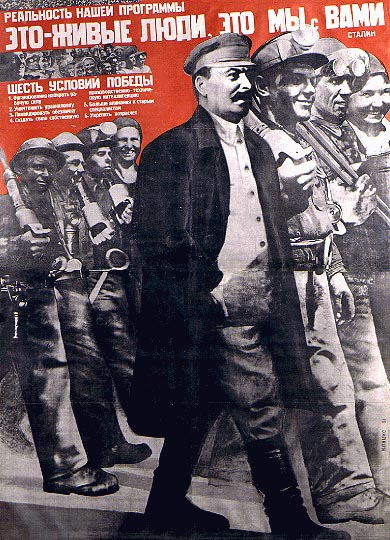 РЕАЛЬНОСТЬ НАШЕЙ ПРОГРАММЫ
ЭТО-ЖИВЫЕ ЛЮДИ, ЭТО МЫ с ВАМИ
СТАЛИН
ШЕСТЬ УСЛОВИЙ ПОБЕДЫ
1. Организованно набирать ра-
бочую силу
2. Уничтожить уравниловку
3. Ликвидировать обезличку
4. Создать свою собственную
производственно-техничес-
скую интеллигенцию
5. Больше внимания к старым
специалистам
6. Укрепить хозрасчет